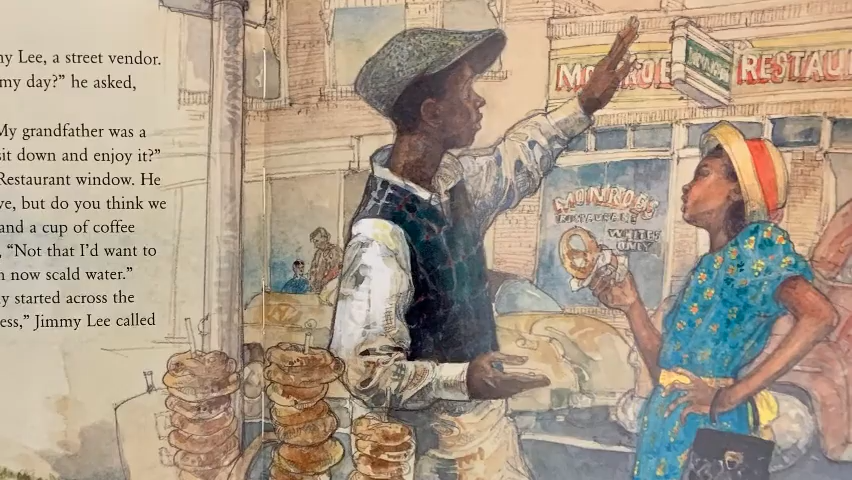 ny Lee, a street vendor.
my day?" he asked,
My grandfather was a
sit down and enjoy it?"
Restaurant window. He
ve, but do you think we
and a cup of coffee
, "Not that I'd want to
n now scald water."
ly started across the
ess," Jimmy Lee called
MONROE
RESTAU
MONROE'S
RESTAURANT
WHITES
ONLY